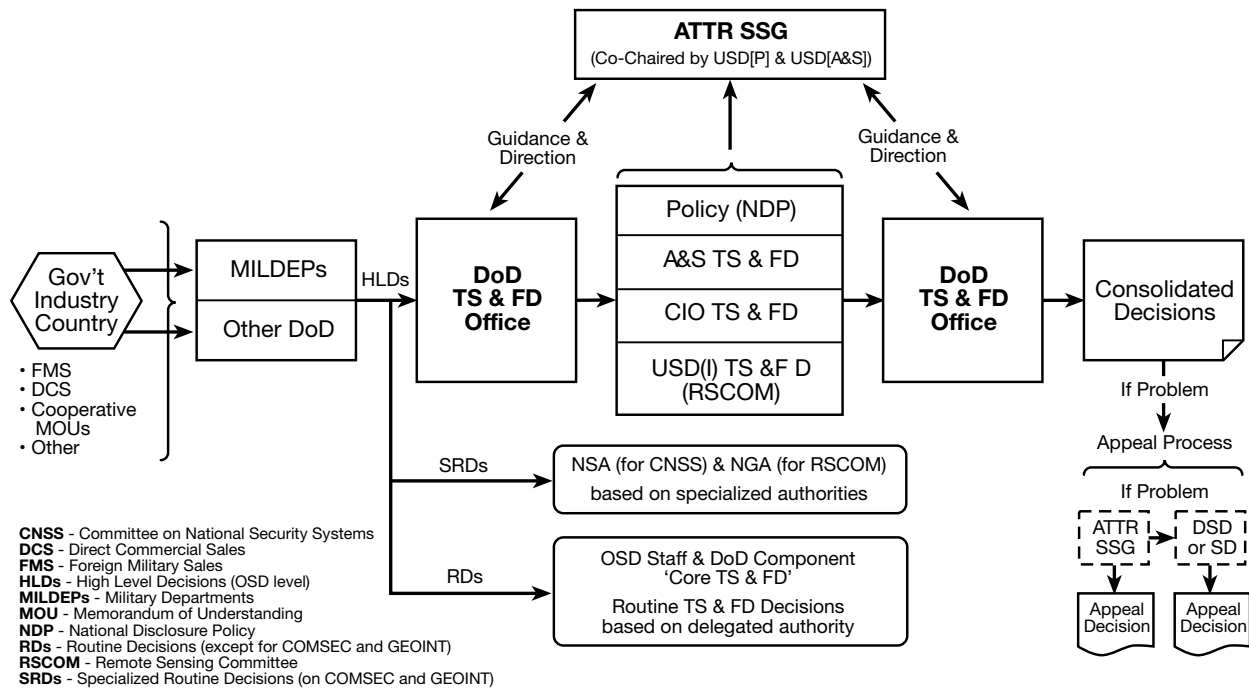 ATTR SSG
(Co-Chaired by USD[P] & USD[A&S])
Guidance &
Direction
Guidance &
Direction
Gov't
Industry
Country
• FMS
• DCS
• Cooperative
MOUs
• Other
MILDEPs
Other DoD
HLDs
DoD
TS & FD
Office
Policy (NDP)
A&S TS & FD
CIO TS & FD
USD(I) TS &F D
(RSCOM)
DoD
TS & FD
Office
Consolidated
Decisions
If Problem
Appeal Process
If Problem
ATTR
SSG
DSD
or SD
Appeal
Decision
Appeal
Decision
SRDs
NSA (for CNSS) & NGA (for RSCOM)
based on specialized authorities
RDs
OSD Staff & DoD Component
'Core TS & FD'
Routine TS & FD Decisions
based on delegated authority
CNSS - Committee on National Security Systems
DCS - Direct Commercial Sales
FMS - Foreign Military Sales
HLDs - High Level Decisions (OSD level)
MILDEPs - Military Departments
MOU - Memorandum of Understanding
NDP - National Disclosure Policy
RDs - Routine Decisions (except for COMSEC and GEOINT)
RSCOM - Remote Sensing Committee
SRDs - Specialized Routine Decisions (on COMSEC and GEOINT)